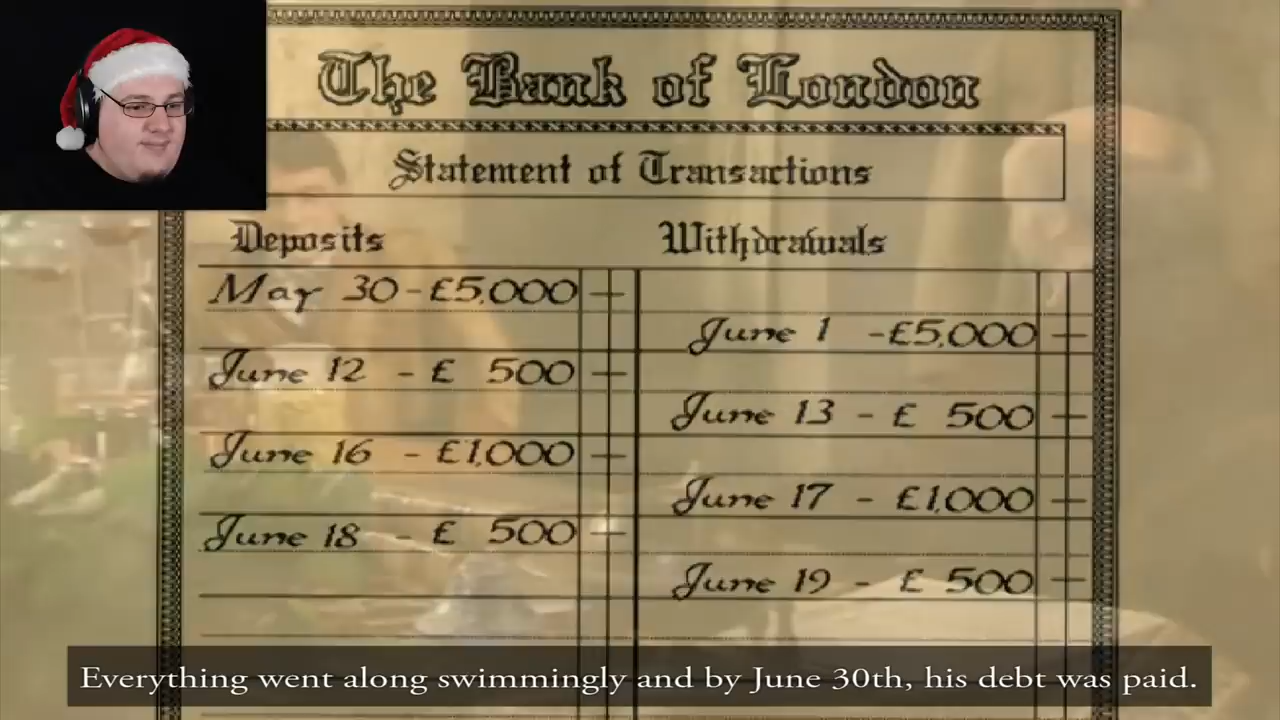 The Bank of London
Statement of Transactions
Deposits Withdrawals
May 30 - £5,000
June 1 - £5,000
June 12 - £ 500
June 13 - £ 500
June 16 - £1,000
June 17 - £1,000
June 18 - £ 500
June 19 - £ 500
Everything went along swimmingly and by June 30th, his debt was paid.